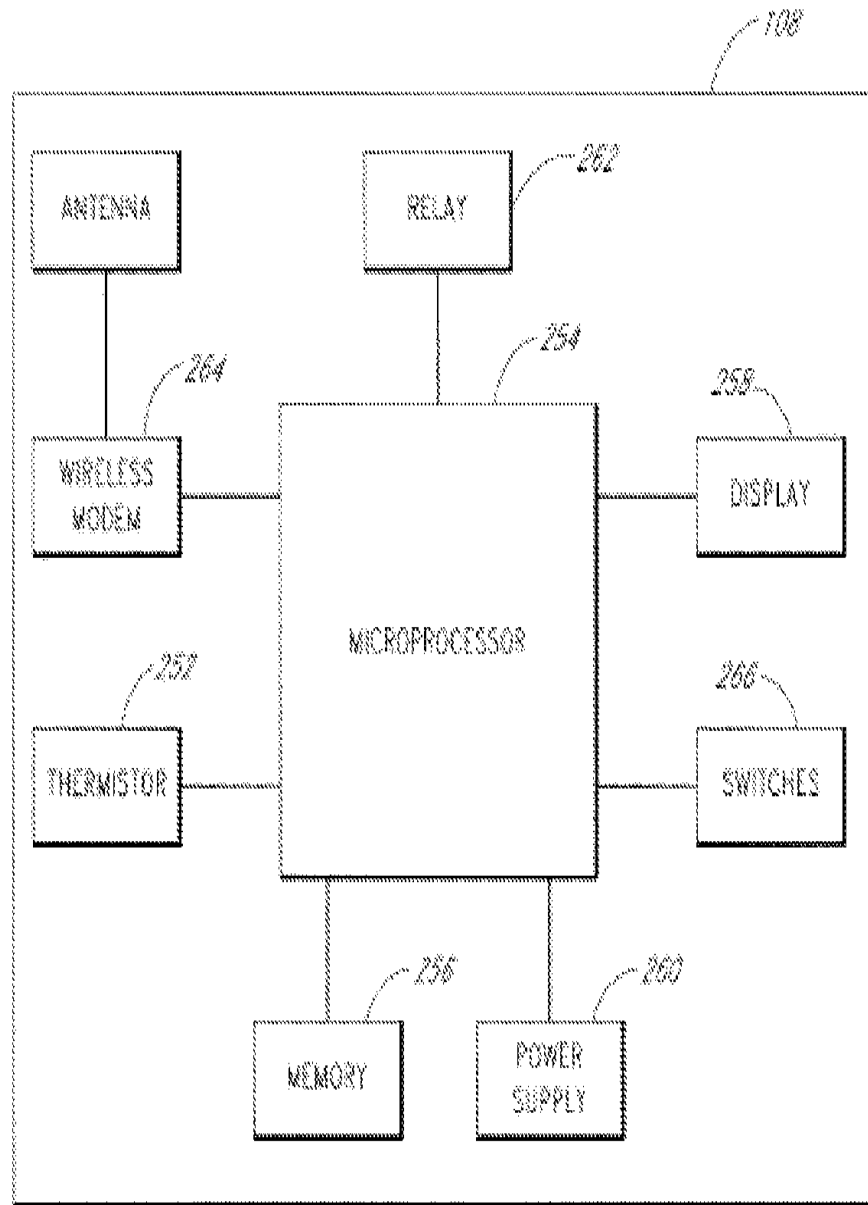 108
ANTENNA
RELAY
262
264
254
258
WIRELESS
MODEM
DISPLAY
MICROPROCESSOR
252
266
THERMISTOR
SWITCHES
256
260
MEMORY
POWER
SUPPLY